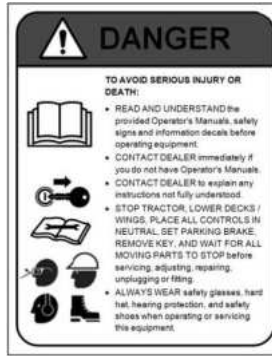 DANGER
TO AVOID SERIOUS INJURY OR
DEATH:
• READ AND UNDERSTAND the
provided Operator's Manuals, safety
signs and information decals before
operating equipment.
• CONTACT DEALER immediately if
you do not have Operator's Manuals.
• CONTACT DEALER to explain any
instructions not fully understood.
• STOP TRACTOR, LOWER DECKS /
WINGS, PLACE ALL CONTROLS IN
NEUTRAL, SET PARKING BRAKE,
REMOVE KEY, AND WAIT FOR ALL
MOVING PARTS TO STOP before
servicing, adjusting, repairing,
unplugging or fitting.
• ALWAYS WEAR safety glasses, hard
hat, hearing protection, and safety
shoes when operating or servicing
this equipment.